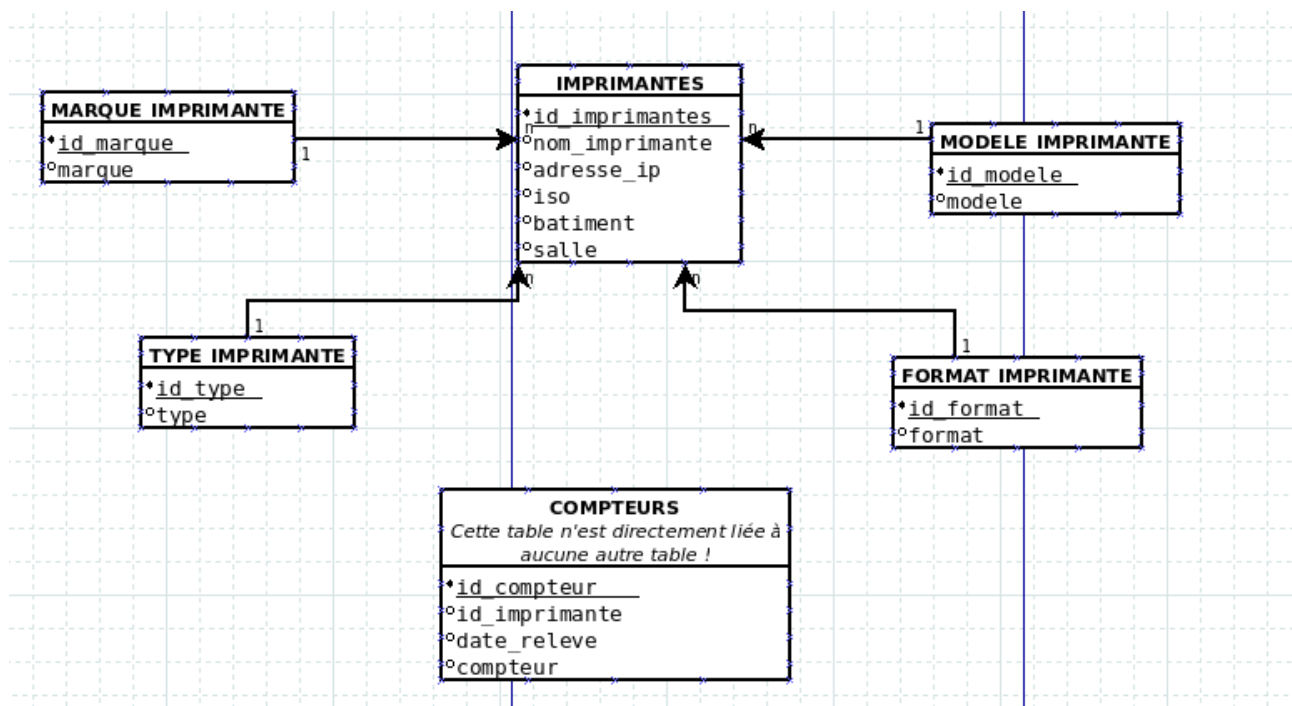 IMPRIMANTES
id_imprimantes
nom_imprimante
adresse_ip
iso
batiment
salle
MARQUE IMPRIMANTE
id_marque
marque
1
n
n
1
MODELE IMPRIMANTE
id_modele
modele
n
n
1
TYPE IMPRIMANTE
id_type
type
1
FORMAT IMPRIMANTE
id_format
format
COMPTEURS
Cette table n'est directement liée à
aucune autre table !
id_compteur
id_imprimante
date_releve
compteur